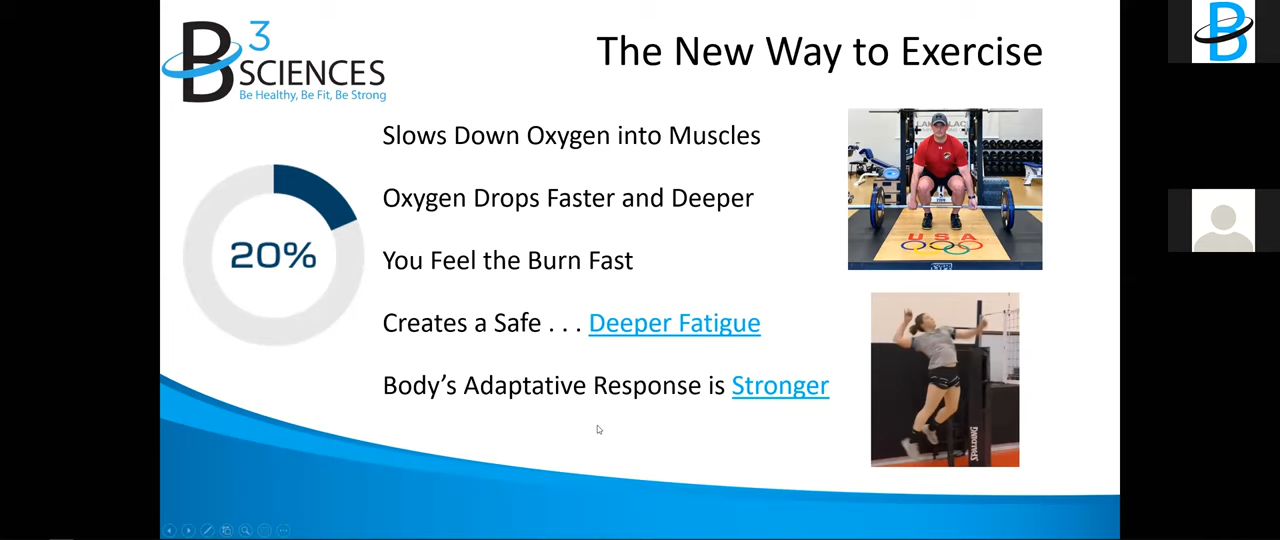 B3 SCIENCES
Be Healthy, Be Fit, Be Strong
The New Way to Exercise
20%
Slows Down Oxygen into Muscles
Oxygen Drops Faster and Deeper
You Feel the Burn Fast
Creates a Safe . . . Deeper Fatigue
Body’s Adaptative Response is Stronger
USA
B